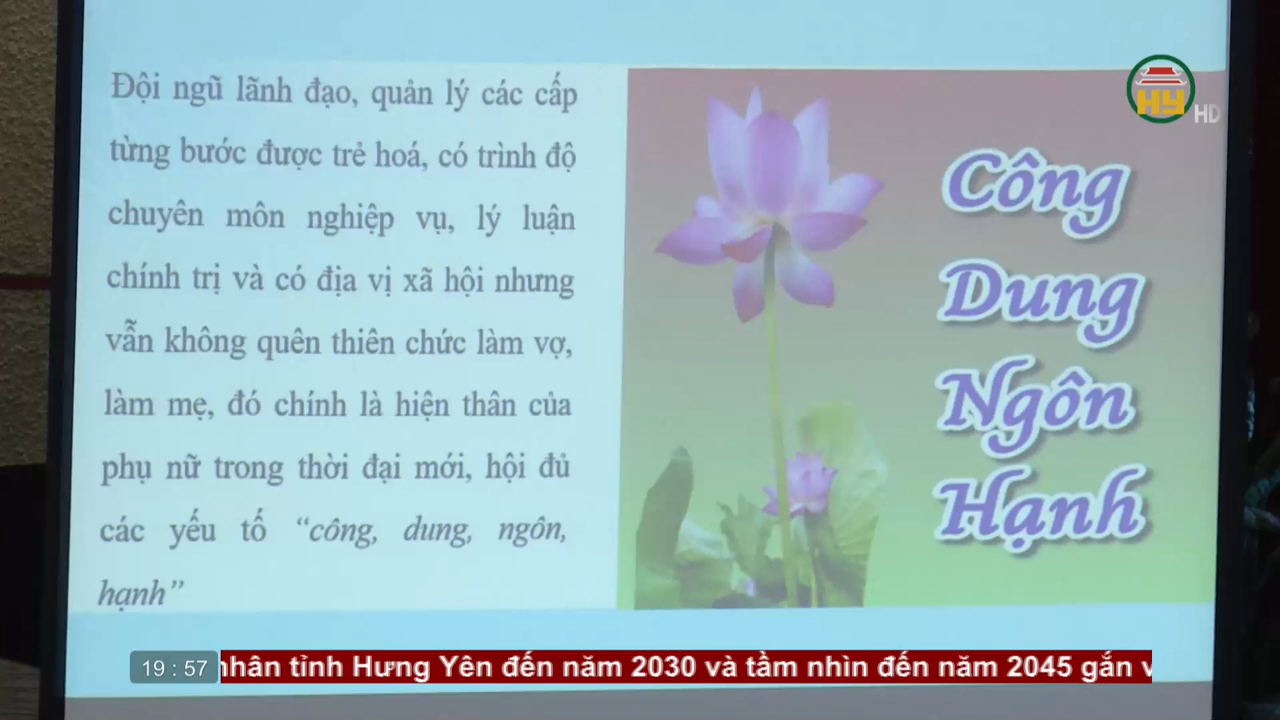 Đội ngũ lãnh đạo, quản lý các cấp
từng bước được trẻ hoá, có trình độ
chuyên môn nghiệp vụ, lý luận
chính trị và có địa vị xã hội nhưng
vẫn không quên thiên chức làm vợ,
làm mẹ, đó chính là hiện thân của
phụ nữ trong thời đại mới, hội đủ
các yếu tố “công, dung, ngôn,
hạnh”
HY HD
Công
Dung
Ngôn
Hạnh
19 : 57
nhân tỉnh Hưng Yên đến năm 2030 và tầm nhìn đến năm 2045 gắn